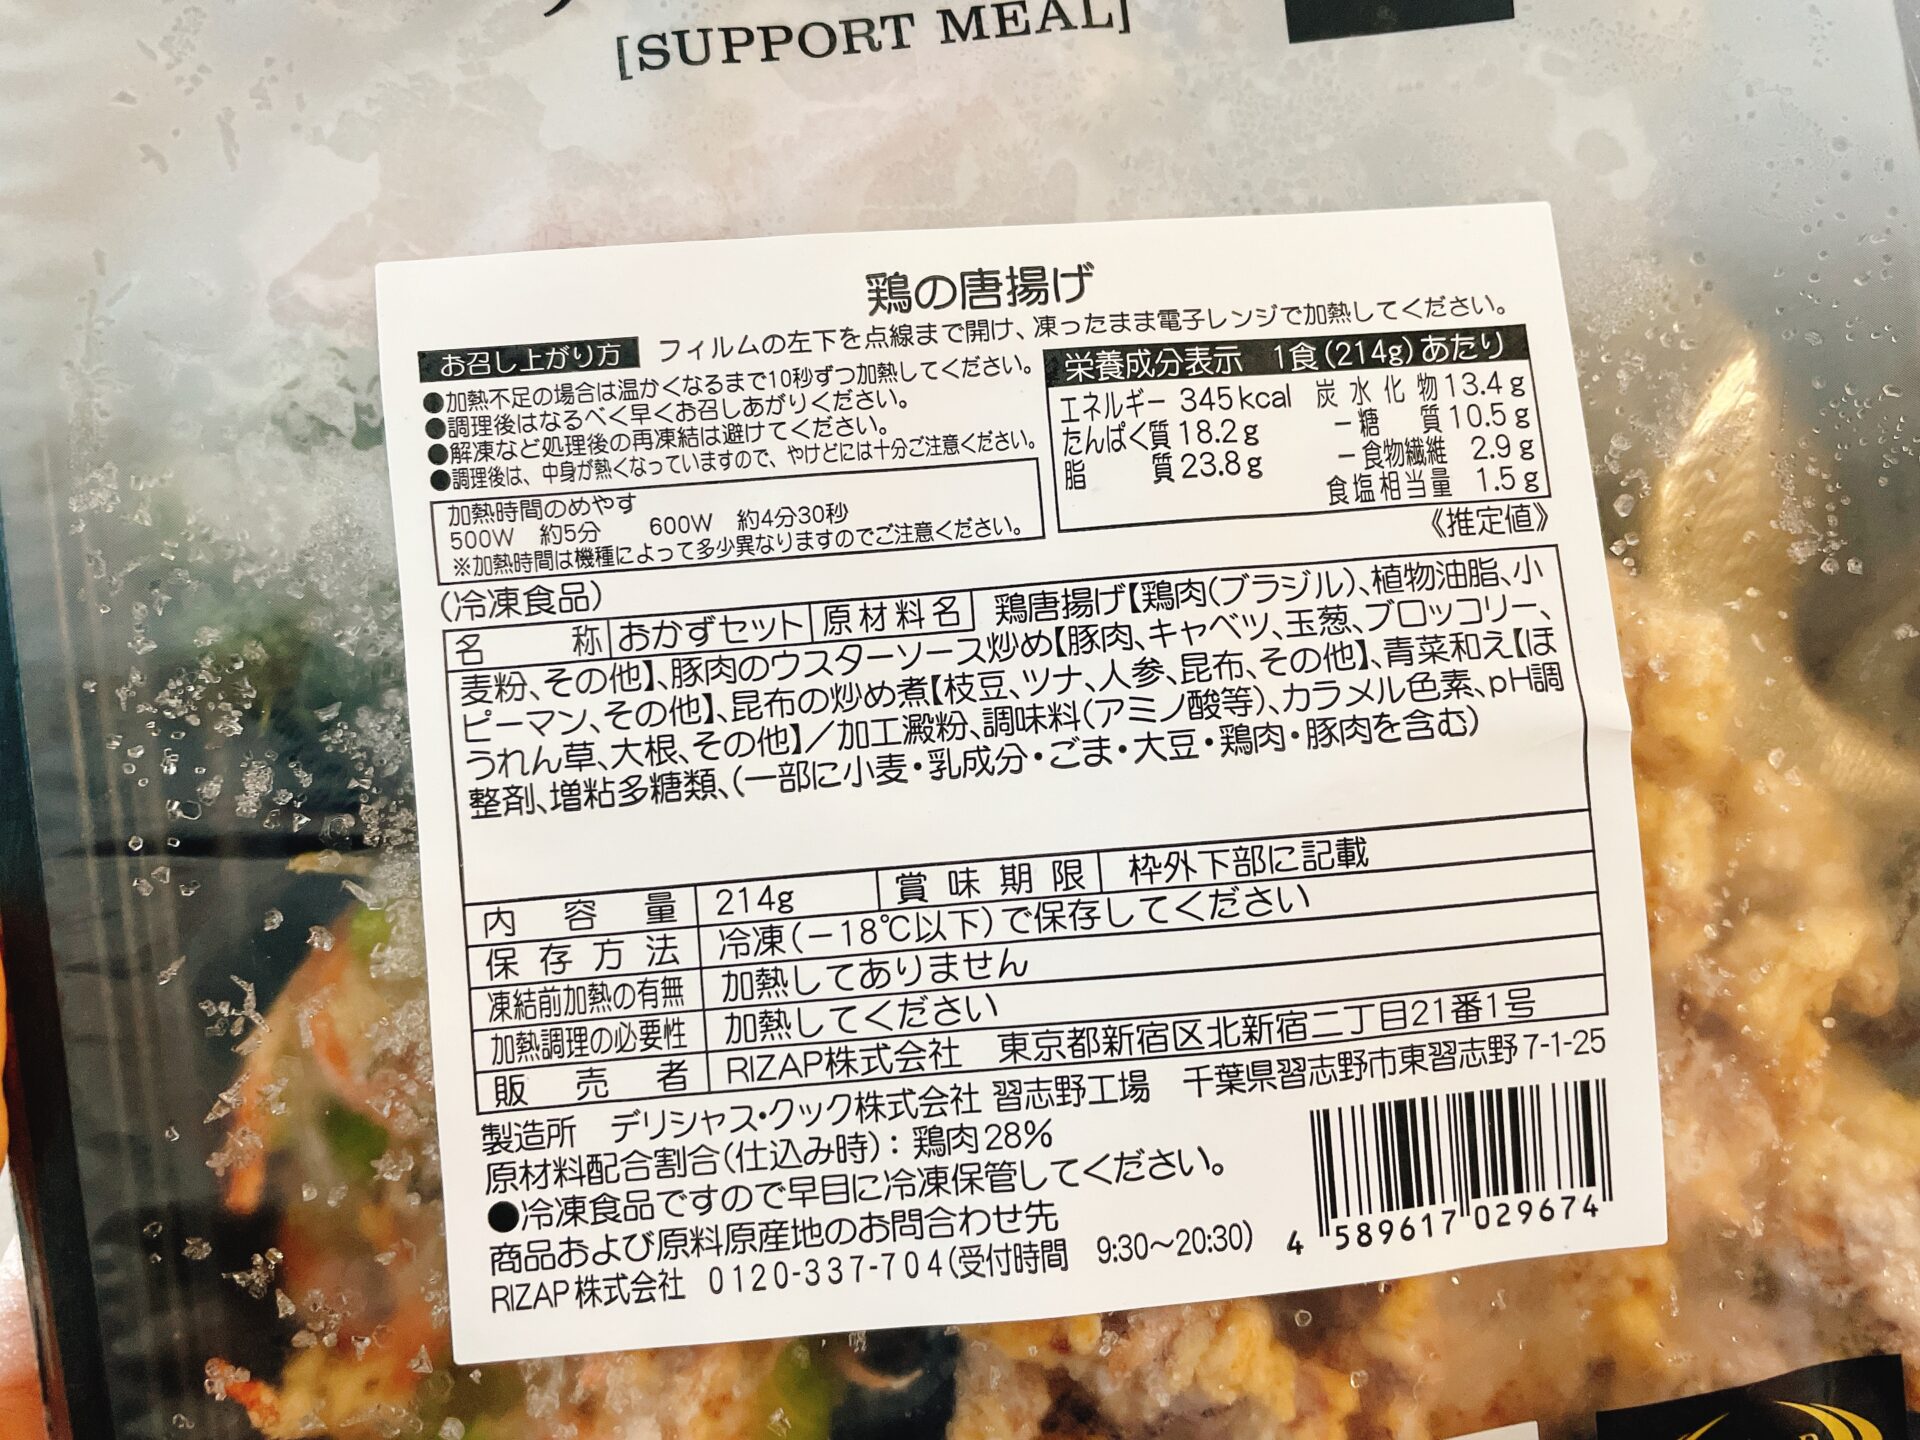 [SUPPORT MEAL]
鶏の唐揚げ
お召し上がり方 フィルムの左下を点線まで開け、凍ったまま電子レンジで加熱してください。
●加熱不足の場合は温かくなるまで10秒ずつ加熱してください。
●調理後はなるべく早くお召しあがりください。
●解凍など処理後の再凍結は避けてください。
●調理後は、中身が熱くなっていますので、やけどには十分ご注意ください。
加熱時間のめやす
500W 約5分 600W 約4分30秒
※加熱時間は機種によって多少異なりますのでご注意ください。
栄養成分表示 1食(214g)あたり
エネルギー 345kcal 炭水化物13.4g
たんぱく質18.2g －糖質10.5g
脂質23.8g －食物繊維 2.9g
食塩相当量 1.5g
《推定値》
(冷凍食品)
名称 おかずセット 原材料名 鶏唐揚げ【鶏肉(ブラジル)、植物油脂、小
麦粉、その他】、豚肉のウスターソース炒め【豚肉、キャベツ、玉葱、ブロッコリー、
ピーマン、その他】、昆布の炒め煮【枝豆、ツナ、人参、昆布、その他】、青菜和え【ほ
うれん草、大根、その他】／加工澱粉、調味料(アミノ酸等)、カラメル色素、pH調
整剤、増粘多糖類、(一部に小麦・乳成分・ごま・大豆・鶏肉・豚肉を含む)
内容量 214g 賞味期限 枠外下部に記載
保存方法 冷凍(－18℃以下)で保存してください
凍結前加熱の有無 加熱してありません
加熱調理の必要性 加熱してください
販売者 RIZAP株式会社 東京都新宿区北新宿二丁目21番1号
製造所 デリシャス・クック株式会社 習志野工場 千葉県習志野市東習志野7-1-25
原材料配合割合(仕込み時)：鶏肉28%
●冷凍食品ですので早目に冷凍保管してください。
商品および原料原産地のお問合わせ先
RIZAP株式会社 0120-337-704(受付時間 9:30～20:30)
4 589617 029674